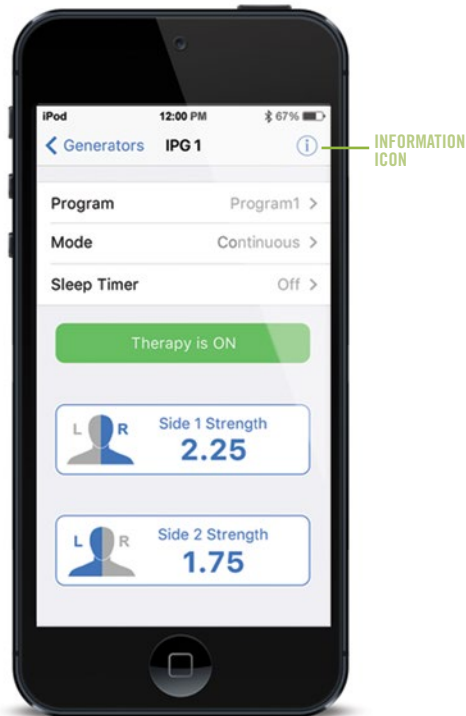 iPod 12:00 PM 67%
Generators IPG 1
INFORMATION
ICON
Program Program1
Mode Continuous
Sleep Timer Off
Therapy is ON
L R Side 1 Strength
2.25
L R Side 2 Strength
1.75